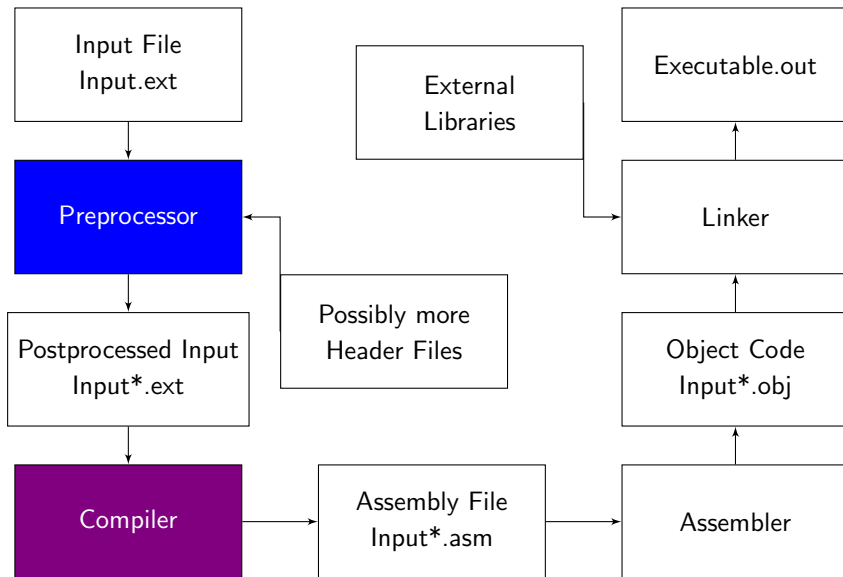 Input File
Input.ext
Preprocessor
Postprocessed Input
Input*.ext
Compiler
Possibly more
Header Files
Assembly File
Input*.asm
Assembler
Object Code
Input*.obj
Linker
External
Libraries
Executable.out